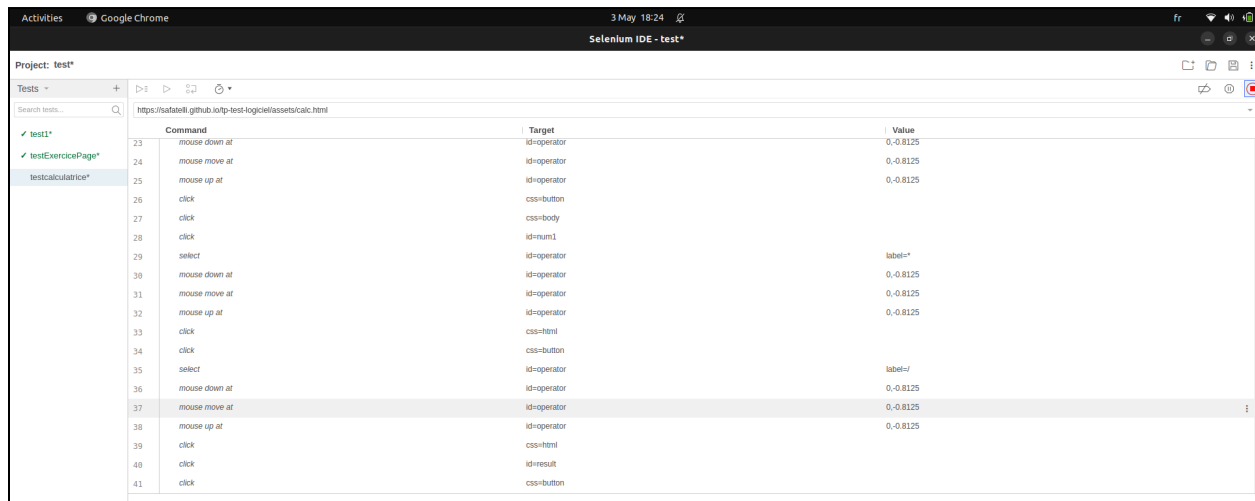 Activities Google Chrome 3 May 18:24 fr
Selenium IDE - test*
Project: test*
Tests
Search tests...
https://safatelli.github.io/tp-test-logiciel/assets/calc.html
✓ test1*
✓ testExercicePage*
testcalculatrice*
Command Target Value
23 mouse down at id=operator 0,-0.8125
24 mouse move at id=operator 0,-0.8125
25 mouse up at id=operator 0,-0.8125
26 click css=button
27 click css=body
28 click id=num1
29 select id=operator label=*
30 mouse down at id=operator 0,-0.8125
31 mouse move at id=operator 0,-0.8125
32 mouse up at id=operator 0,-0.8125
33 click css=html
34 click css=button
35 select id=operator label=/
36 mouse down at id=operator 0,-0.8125
37 mouse move at id=operator 0,-0.8125
38 mouse up at id=operator 0,-0.8125
39 click css=html
40 click id=result
41 click css=button